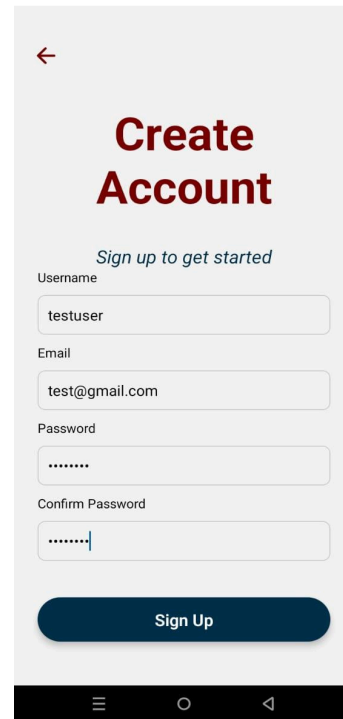 Create
Account
Sign up to get started
Username
testuser
Email
test@gmail.com
Password
••••••••
Confirm Password
••••••••
Sign Up